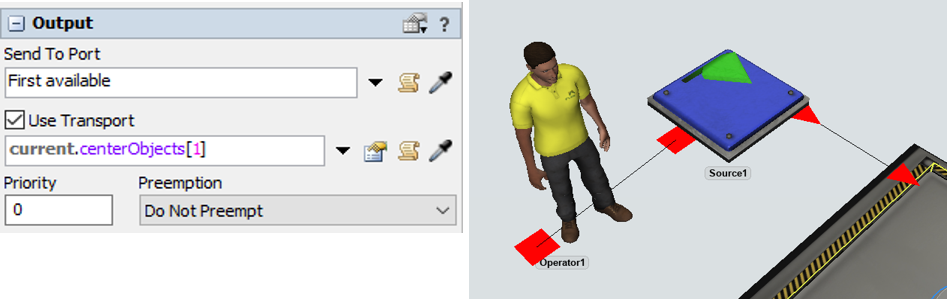 Output
?
Send To Port
First available
Use Transport
current.centerObjects[1]
Priority
Preemption
0
Do Not Preempt
Source1
Operator1